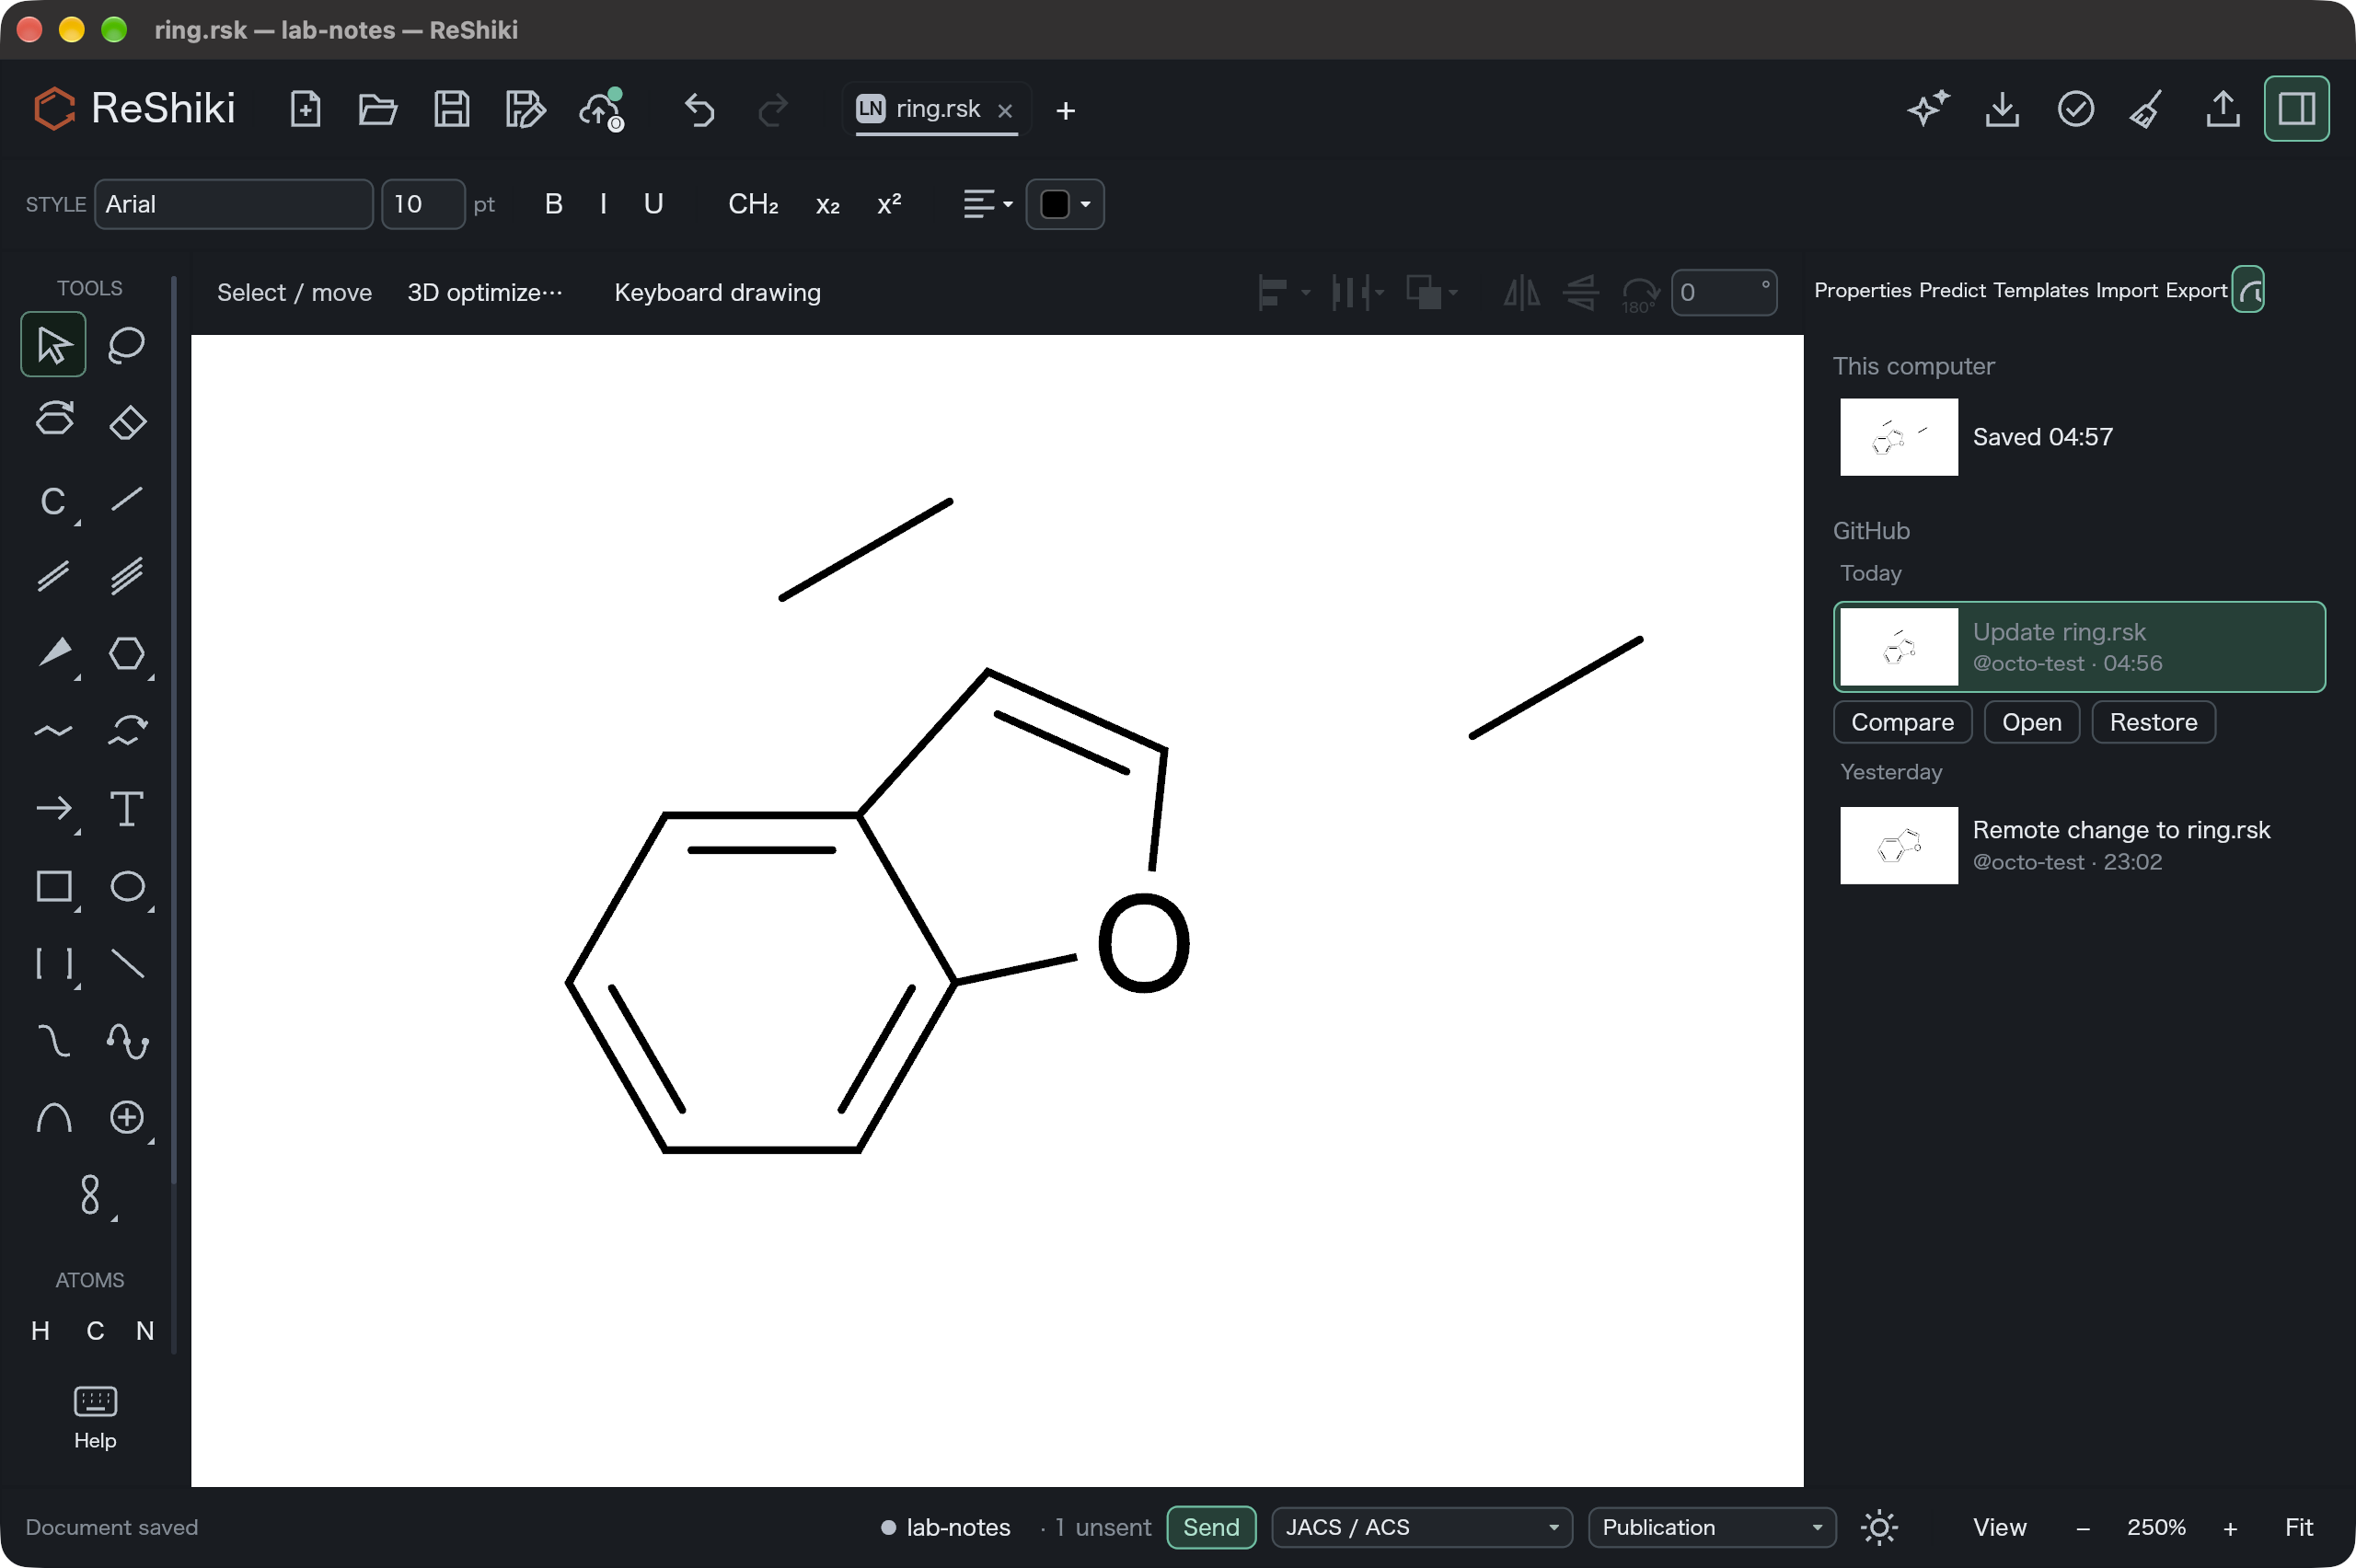 ring.rsk — lab-notes — ReShiki
ReShiki
LN ring.rsk
STYLE Arial 10 pt B I U CH₂ x₂ x²
TOOLS
Select / move 3D optimize··· Keyboard drawing
180° 0 °
Properties Predict Templates Import Export
This computer
Saved 04:57
GitHub
Today
Update ring.rsk
@octo-test · 04:56
Compare Open Restore
Yesterday
Remote change to ring.rsk
@octo-test · 23:02
C
T
O
ATOMS
H C N
Help
Document saved
lab-notes · 1 unsent Send JACS / ACS Publication View − 250% + Fit